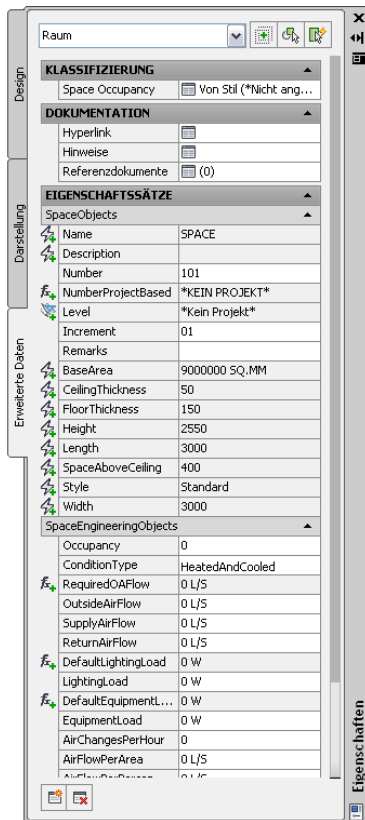 Raum
KLASSIFIZIERUNG
Space Occupancy Von Stil (*Nicht ang...
DOKUMENTATION
Hyperlink
Hinweise
Referenzdokumente (0)
EIGENSCHAFTSSÄTZE
SpaceObjects
Name SPACE
Description
Number 101
NumberProjectBased *KEIN PROJEKT*
Level *Kein Projekt*
Increment 01
Remarks
BaseArea 9000000 SQ.MM
CeilingThickness 50
FloorThickness 150
Height 2550
Length 3000
SpaceAboveCeiling 400
Style Standard
Width 3000
SpaceEngineeringObjects
Occupancy 0
ConditionType HeatedAndCooled
RequiredOAFlow 0 L/S
OutsideAirFlow 0 L/S
SupplyAirFlow 0 L/S
ReturnAirFlow 0 L/S
DefaultLightingLoad 0 W
LightingLoad 0 W
DefaultEquipmentL... 0 W
EquipmentLoad 0 W
AirChangesPerHour 0
AirFlowPerArea 0 L/S
AirFlowPerPerson 0 L/S
Design
Darstellung
Erweiterte Daten
Eigenschaften